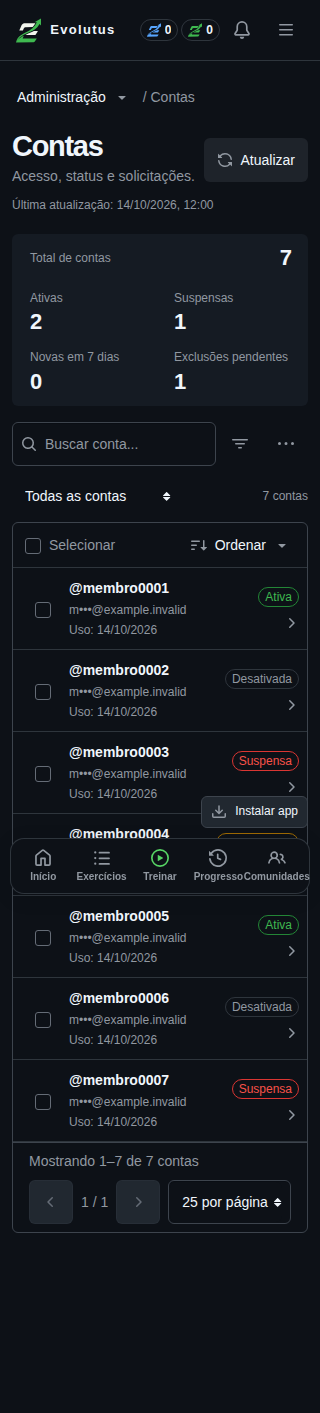 Evolutus 0 0
Administração / Contas
Contas
Acesso, status e solicitações.
Atualizar
Última atualização: 14/10/2026, 12:00
Total de contas 7
Ativas Suspensas
2 1
Novas em 7 dias Exclusões pendentes
0 1
Buscar conta...
Todas as contas 7 contas
Selecionar Ordenar
@membro0001
m•••@example.invalid
Uso: 14/10/2026
Ativa
@membro0002
m•••@example.invalid
Uso: 14/10/2026
Desativada
@membro0003
m•••@example.invalid
Uso: 14/10/2026
Suspensa
Instalar app
@membro0004
Início Exercícios Treinar Progresso Comunidades
@membro0005
m•••@example.invalid
Uso: 14/10/2026
Ativa
@membro0006
m•••@example.invalid
Uso: 14/10/2026
Desativada
@membro0007
m•••@example.invalid
Uso: 14/10/2026
Suspensa
Mostrando 1–7 de 7 contas
1 / 1 25 por página